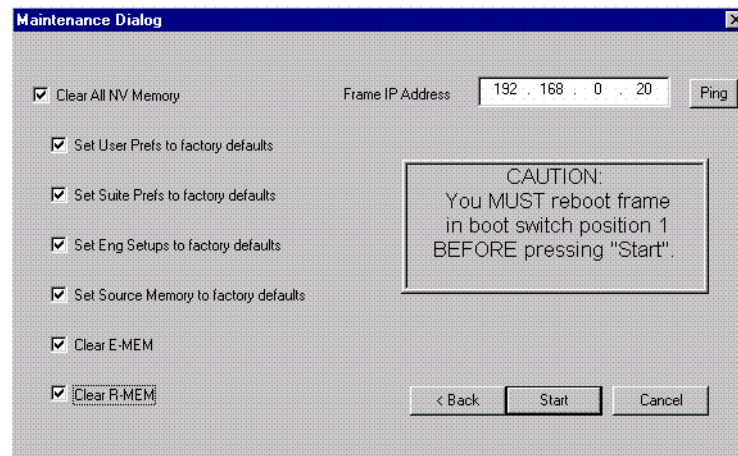 Maintenance Dialog
Clear All NV Memory
Frame IP Address
192 . 168 . 0 . 20
Ping
Set User Prefs to factory defaults
Set Suite Prefs to factory defaults
Set Eng Setups to factory defaults
Set Source Memory to factory defaults
Clear E-MEM
Clear R-MEM
CAUTION:
You MUST reboot frame
in boot switch position 1
BEFORE pressing "Start".
< Back
Start
Cancel